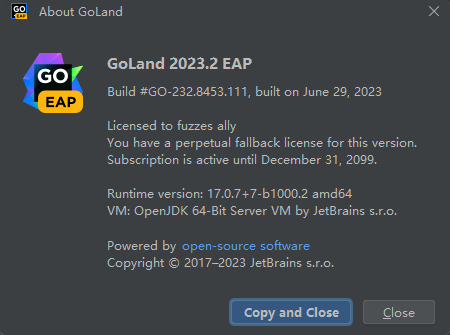 About GoLand
GO
EAP
GoLand 2023.2 EAP
Build #GO-232.8453.111, built on June 29, 2023
Licensed to fuzzes ally
You have a perpetual fallback license for this version.
Subscription is active until December 31, 2099.
Runtime version: 17.0.7+7-b1000.2 amd64
VM: OpenJDK 64-Bit Server VM by JetBrains s.r.o.
Powered by open-source software
Copyright © 2017–2023 JetBrains s.r.o.
Copy and Close
Close